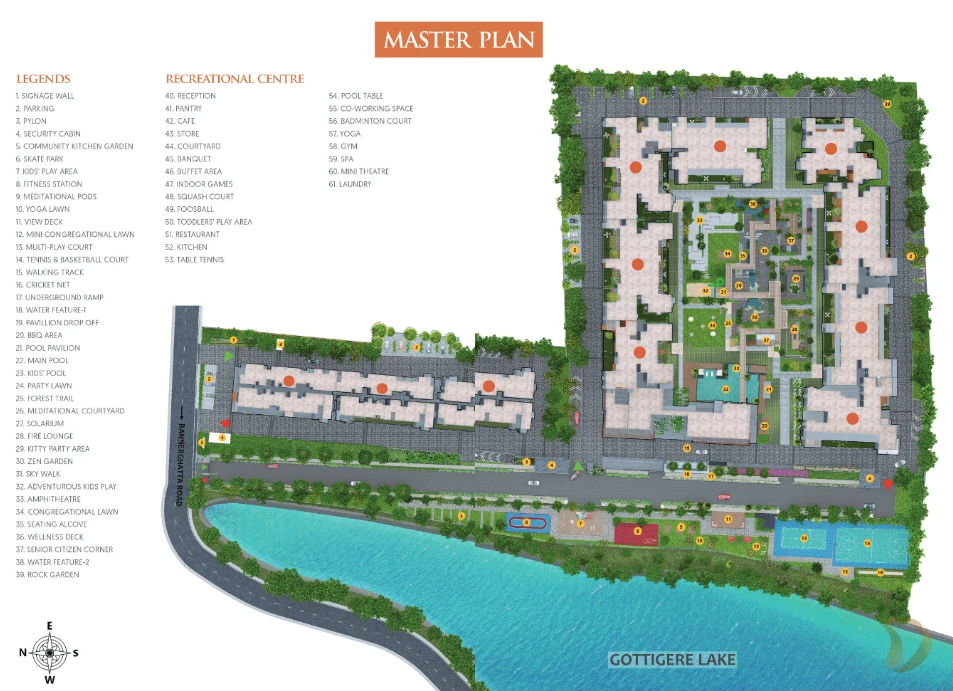 MASTER PLAN
LEGENDS
1. SIGNAGE WALL
2. PARKING
3. PYLON
4. SECURITY CABIN
5. COMMUNITY KITCHEN GARDEN
6. SKATE PARK
7. KIDS' PLAY AREA
8. FITNESS STATION
9. MEDITATIONAL PODS
10. YOGA LAWN
11. VIEW DECK
12. MINI CONGREGATIONAL LAWN
13. MULTI-PLAY COURT
14. TENNIS & BASKETBALL COURT
15. WALKING TRACK
16. CRICKET NET
17. UNDERGROUND RAMP
18. WATER FEATURE-1
19. PAVILLION DROP OFF
20. BBQ AREA
21. POOL PAVILION
22. MAIN POOL
23. KIDS' POOL
24. PARTY LAWN
25. FOREST TRAIL
26. MEDITATIONAL COURTYARD
27. SOLARIUM
28. FIRE LOUNGE
29. KITTY PARTY AREA
30. ZEN GARDEN
31. SKY WALK
32. ADVENTUROUS KIDS PLAY
33. AMPHITHEATRE
34. CONGREGATIONAL LAWN
35. SEATING ALCOVE
36. WELLNESS DECK
37. SENIOR CITIZEN CORNER
38. WATER FEATURE-2
39. ROCK GARDEN
RECREATIONAL CENTRE
40. RECEPTION
41. PANTRY
42. CAFE
43. STORE
44. COURTYARD
45. BANQUET
46. BUFFET AREA
47. INDOOR GAMES
48. SQUASH COURT
49. FOOSBALL
50. TODDLERS' PLAY AREA
51. RESTAURANT
52. KITCHEN
53. TABLE TENNIS
54. POOL TABLE
55. CO-WORKING SPACE
56. BADMINTON COURT
57. YOGA
58. GYM
59. SPA
60. MINI THEATRE
61. LAUNDRY
BANNERGHATTA ROAD
GOTTIGERE LAKE
E
N
S
W